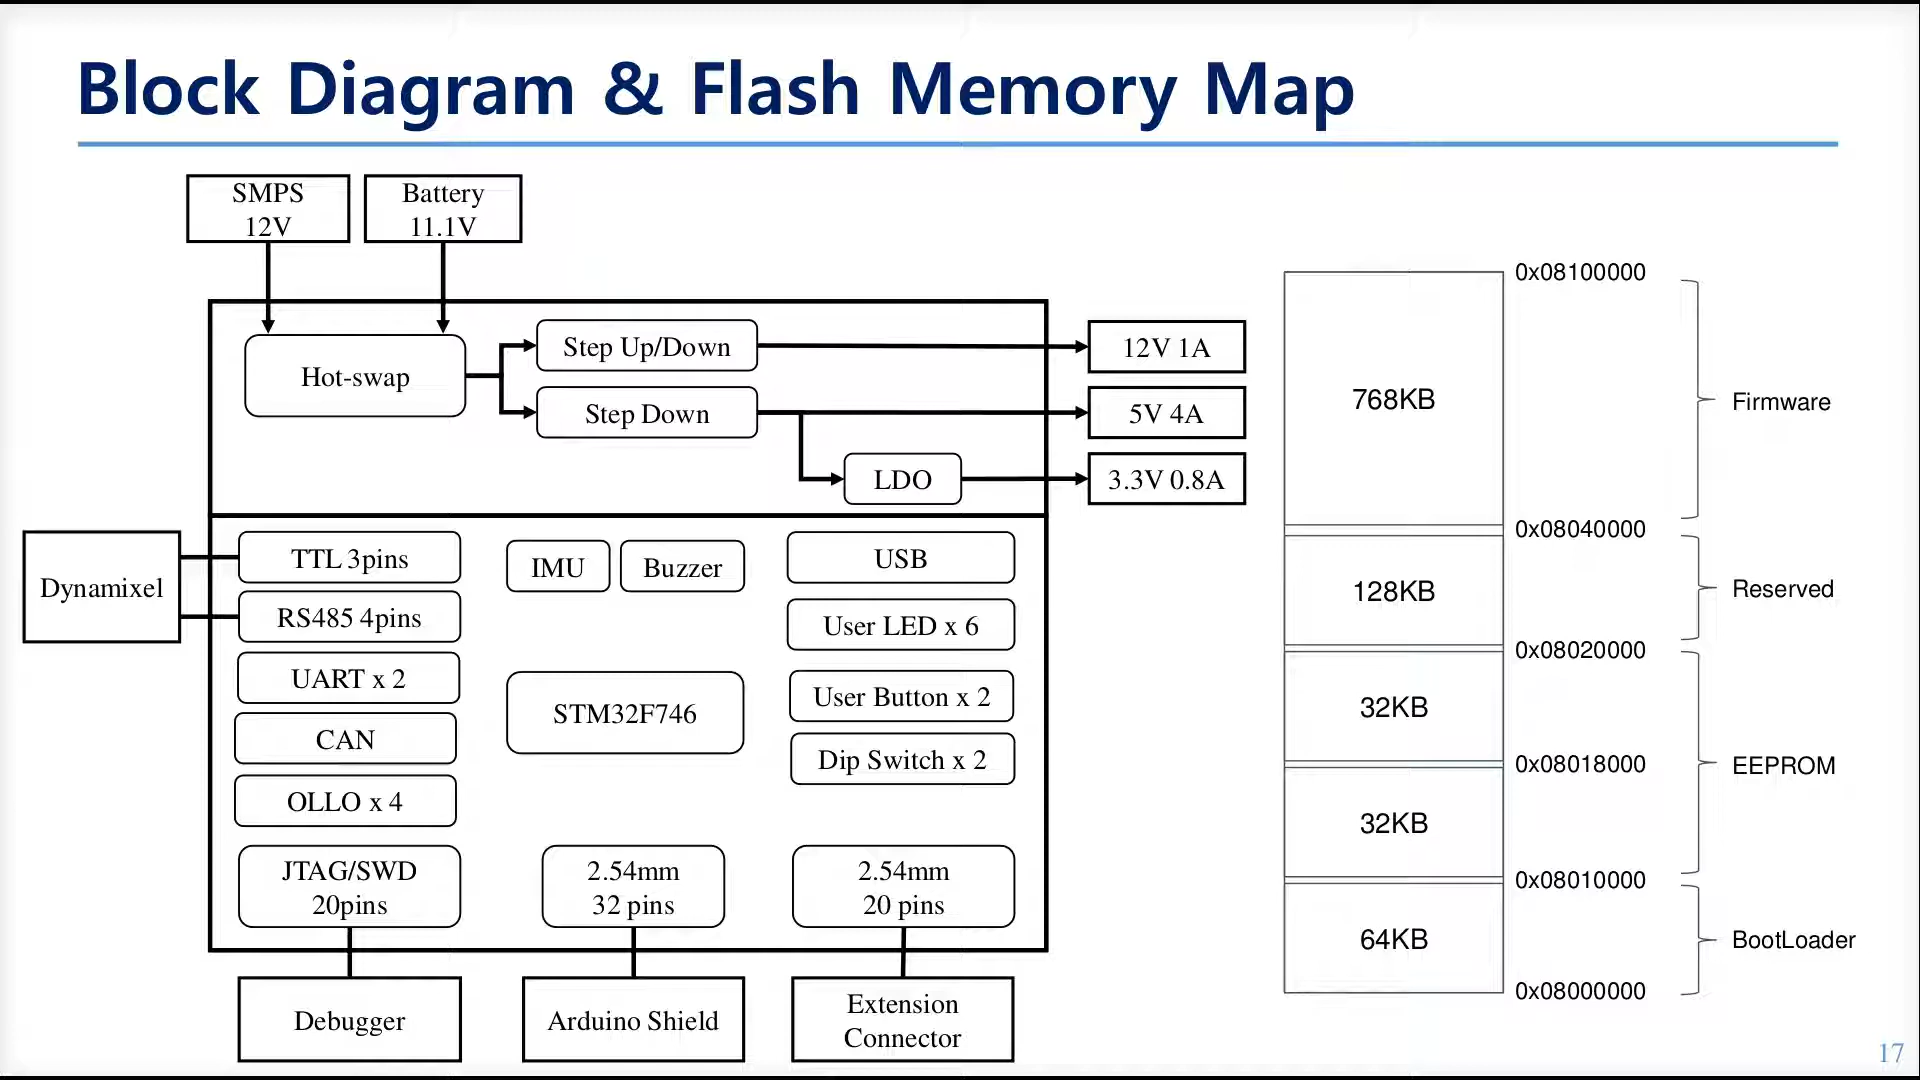 Block Diagram & Flash Memory Map
SMPS
12V
Battery
11.1V
Hot-swap
Step Up/Down
Step Down
LDO
12V 1A
5V 4A
3.3V 0.8A
Dynamixel
TTL 3pins
RS485 4pins
UART x 2
CAN
OLLO x 4
JTAG/SWD
20pins
IMU
Buzzer
STM32F746
2.54mm
32 pins
USB
User LED x 6
User Button x 2
Dip Switch x 2
2.54mm
20 pins
Debugger
Arduino Shield
Extension
Connector
0x08100000
768KB
Firmware
0x08040000
128KB
Reserved
0x08020000
32KB
0x08018000
EEPROM
32KB
0x08010000
64KB
BootLoader
0x08000000
17